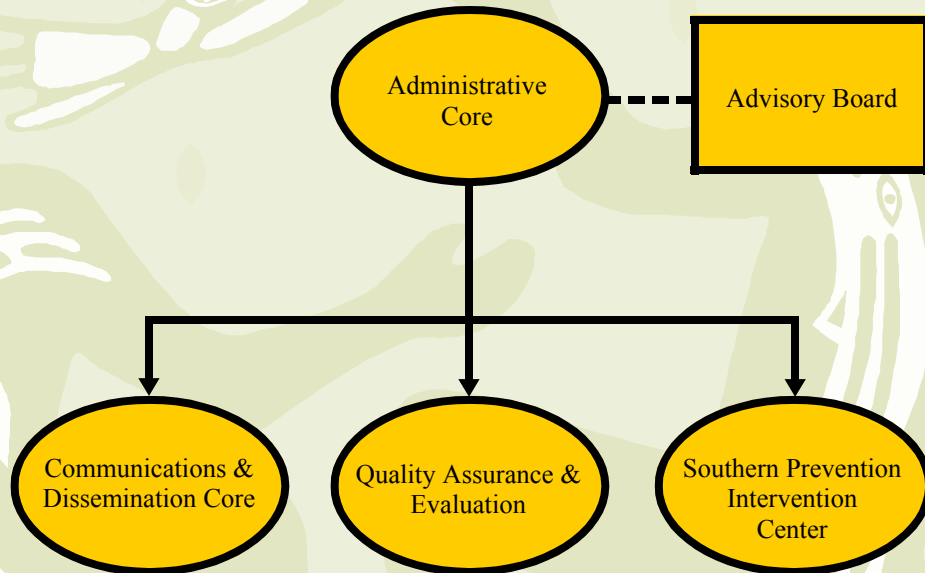 Administrative
Core
Advisory Board
Communications &
Dissemination Core
Quality Assurance &
Evaluation
Southern Prevention
Intervention
Center